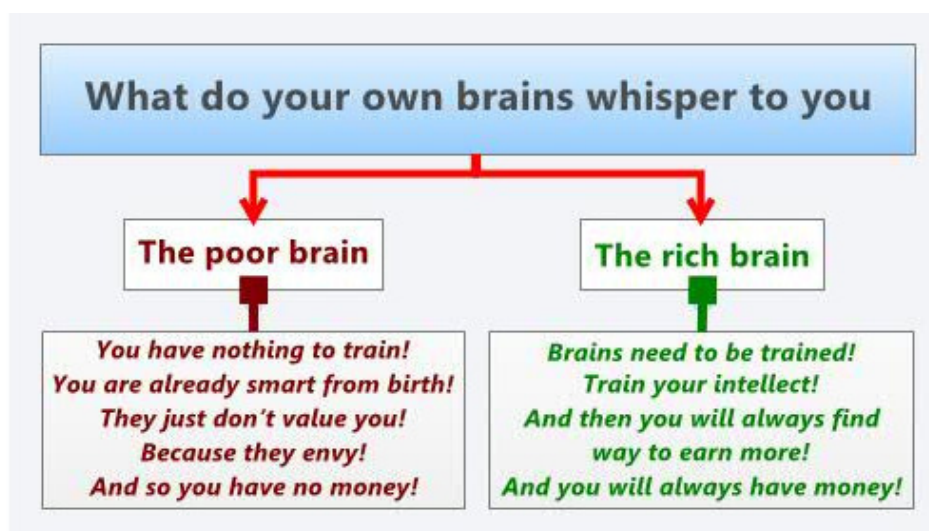 What do your own brains whisper to you
The poor brain
The rich brain
You have nothing to train!
You are already smart from birth!
They just don't value you!
Because they envy!
And so you have no money!
Brains need to be trained!
Train your intellect!
And then you will always find
way to earn more!
And you will always have money!